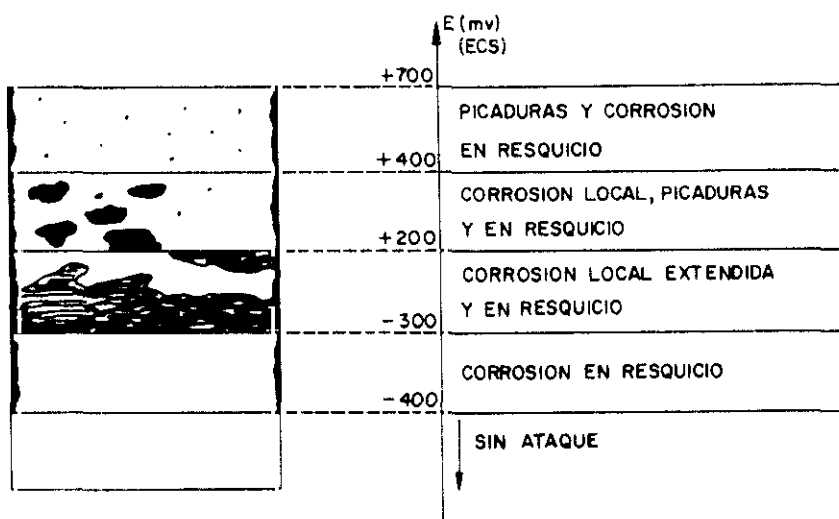 E (mv)
(ECS)
+700
PICADURAS Y CORROSION
EN RESQUICIO
+400
CORROSION LOCAL, PICADURAS
Y EN RESQUICIO
+200
CORROSION LOCAL EXTENDIDA
Y EN RESQUICIO
-300
CORROSION EN RESQUICIO
-400
SIN ATAQUE